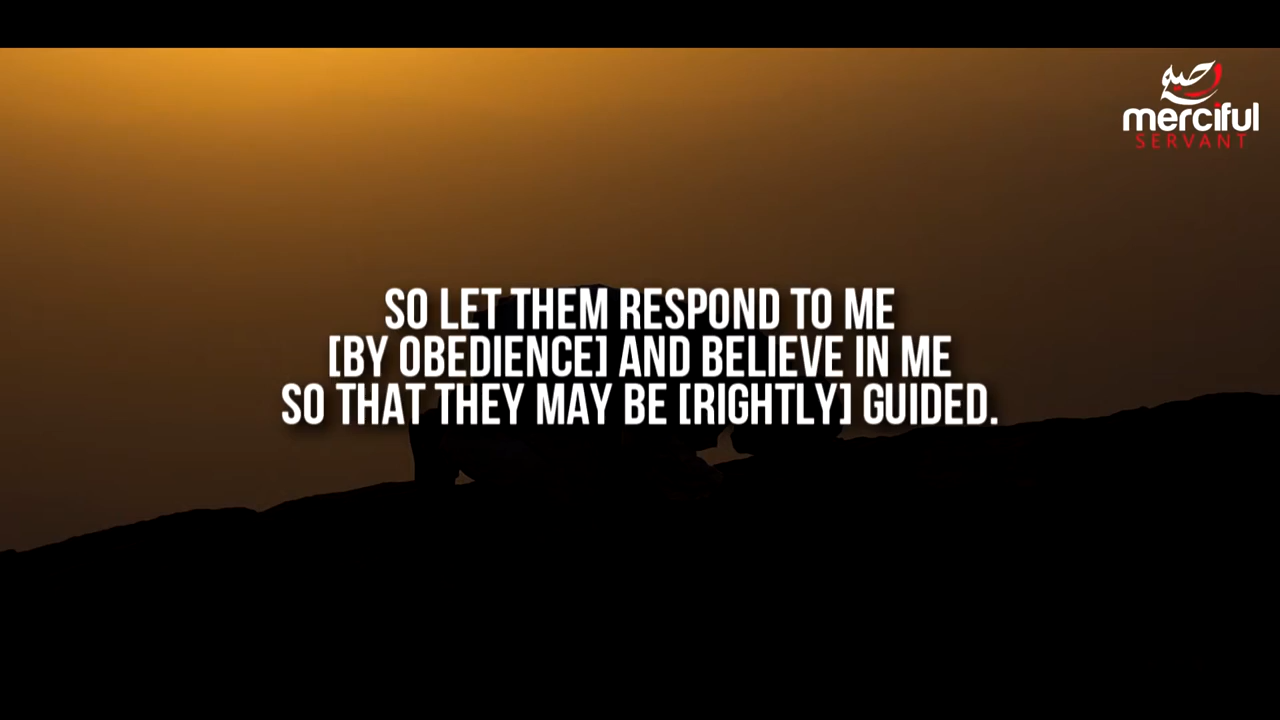 merciful
SERVANT
SO LET THEM RESPOND TO ME
[BY OBEDIENCE] AND BELIEVE IN ME
SO THAT THEY MAY BE [RIGHTLY] GUIDED.